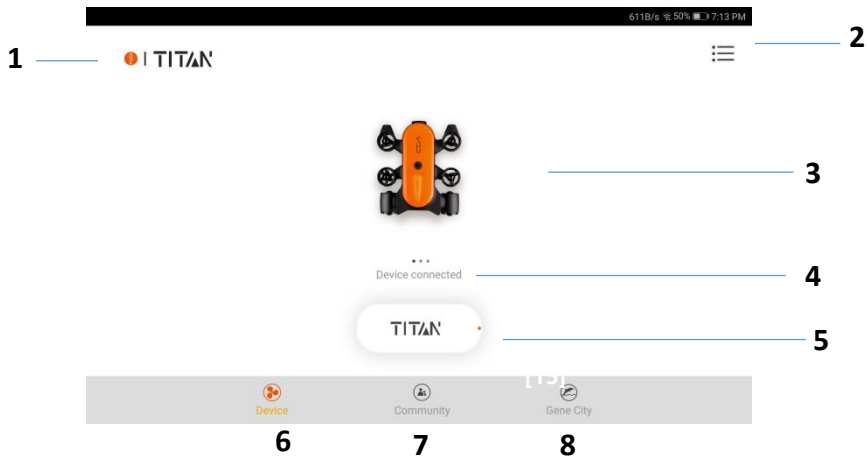 611B/s 50% 7:13 PM
1
2
TITAN
3
Device connected
4
TITAN
5
[15]
Device
Community
Gene City
6
7
8